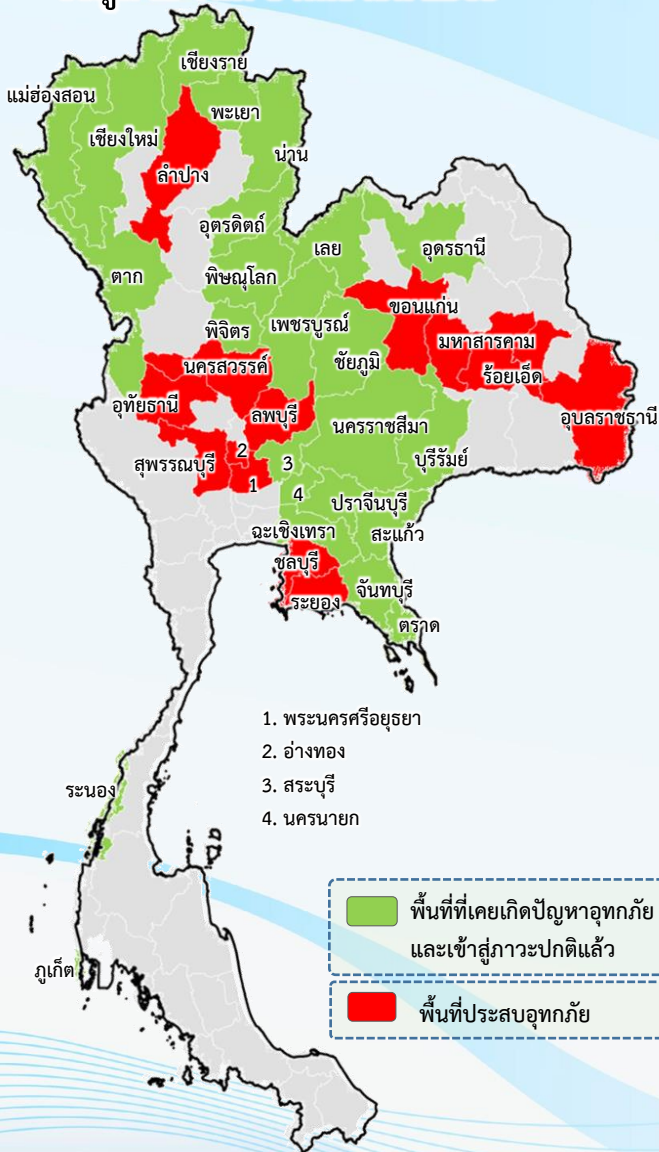 เชียงราย
แม่ฮ่องสอน
พะเยา
เชียงใหม่
น่าน
ลำปาง
อุตรดิตถ์
เลย
อุดรธานี
ตาก
พิษณุโลก
ขอนแก่น
เพชรบูรณ์
พิจิตร
มหาสารคาม
ชัยภูมิ
นครสวรรค์
ร้อยเอ็ด
อุทัยธานี
ลพบุรี
อุบลราชธานี
นครราชสีมา
2
สุพรรณบุรี
3
บุรีรัมย์
1
4
ปราจีนบุรี
ฉะเชิงเทรา
สะแก้ว
ชลบุรี
จันทบุรี
ระยอง
ตราด
1. พระนครศรีอยุธยา
2. อ่างทอง
3. สระบุรี
4. นครนายก
ระนอง
ภูเก็ต
พื้นที่ที่เคยเกิดปัญหาอุทกภัย
และเข้าสู่ภาวะปกติแล้ว
พื้นที่ประสบอุทกภัย